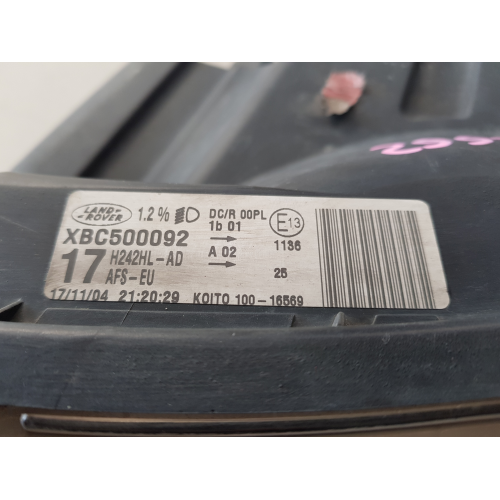 LAND-ROVER 1.2% DC/R 00PL E13
1b 01
XBC500092 1136
17 H242HL-AD A 02
AFS-EU 25
17/11/04 21:20:29 KOITO 100-16569